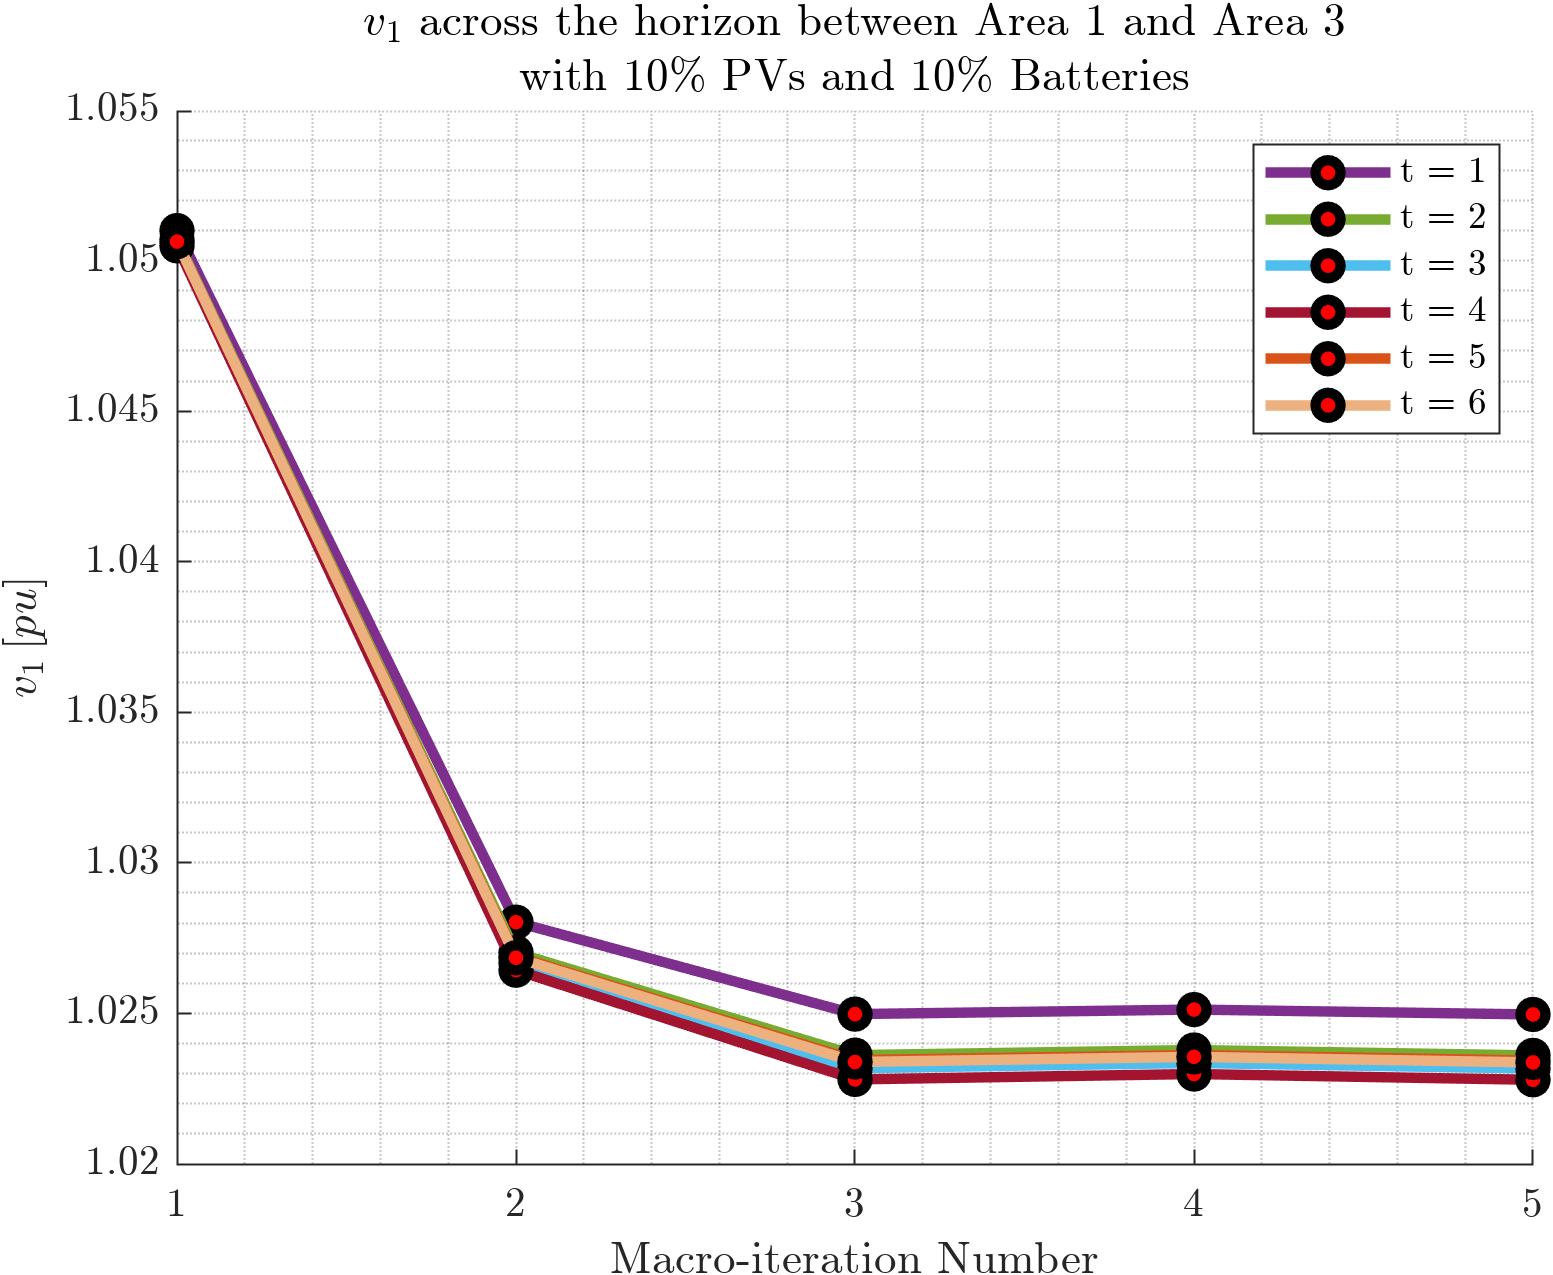 v₁ across the horizon between Area 1 and Area 3
with 10% PVs and 10% Batteries
1.055
1.05
1.045
1.04
1.035
1.03
1.025
1.02
v₁ [pu]
t = 1
t = 2
t = 3
t = 4
t = 5
t = 6
1 2 3 4 5
Macro-iteration Number